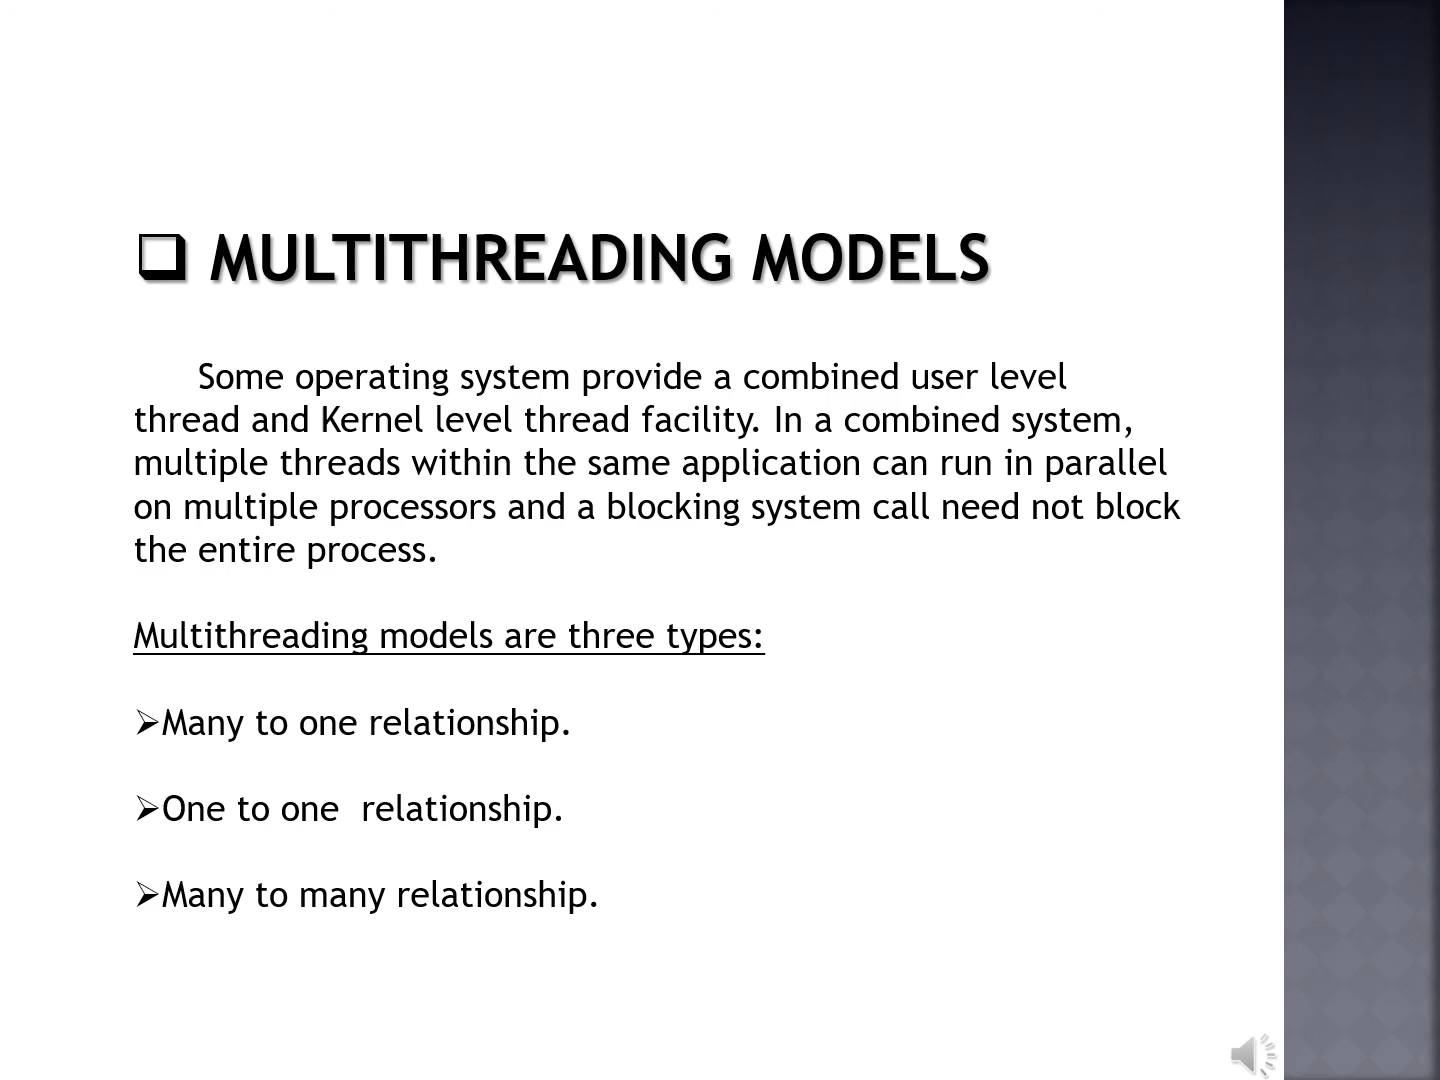 ❑ MULTITHREADING MODELS
Some operating system provide a combined user level
thread and Kernel level thread facility. In a combined system,
multiple threads within the same application can run in parallel
on multiple processors and a blocking system call need not block
the entire process.
Multithreading models are three types:
➢Many to one relationship.
➢One to one  relationship.
➢Many to many relationship.